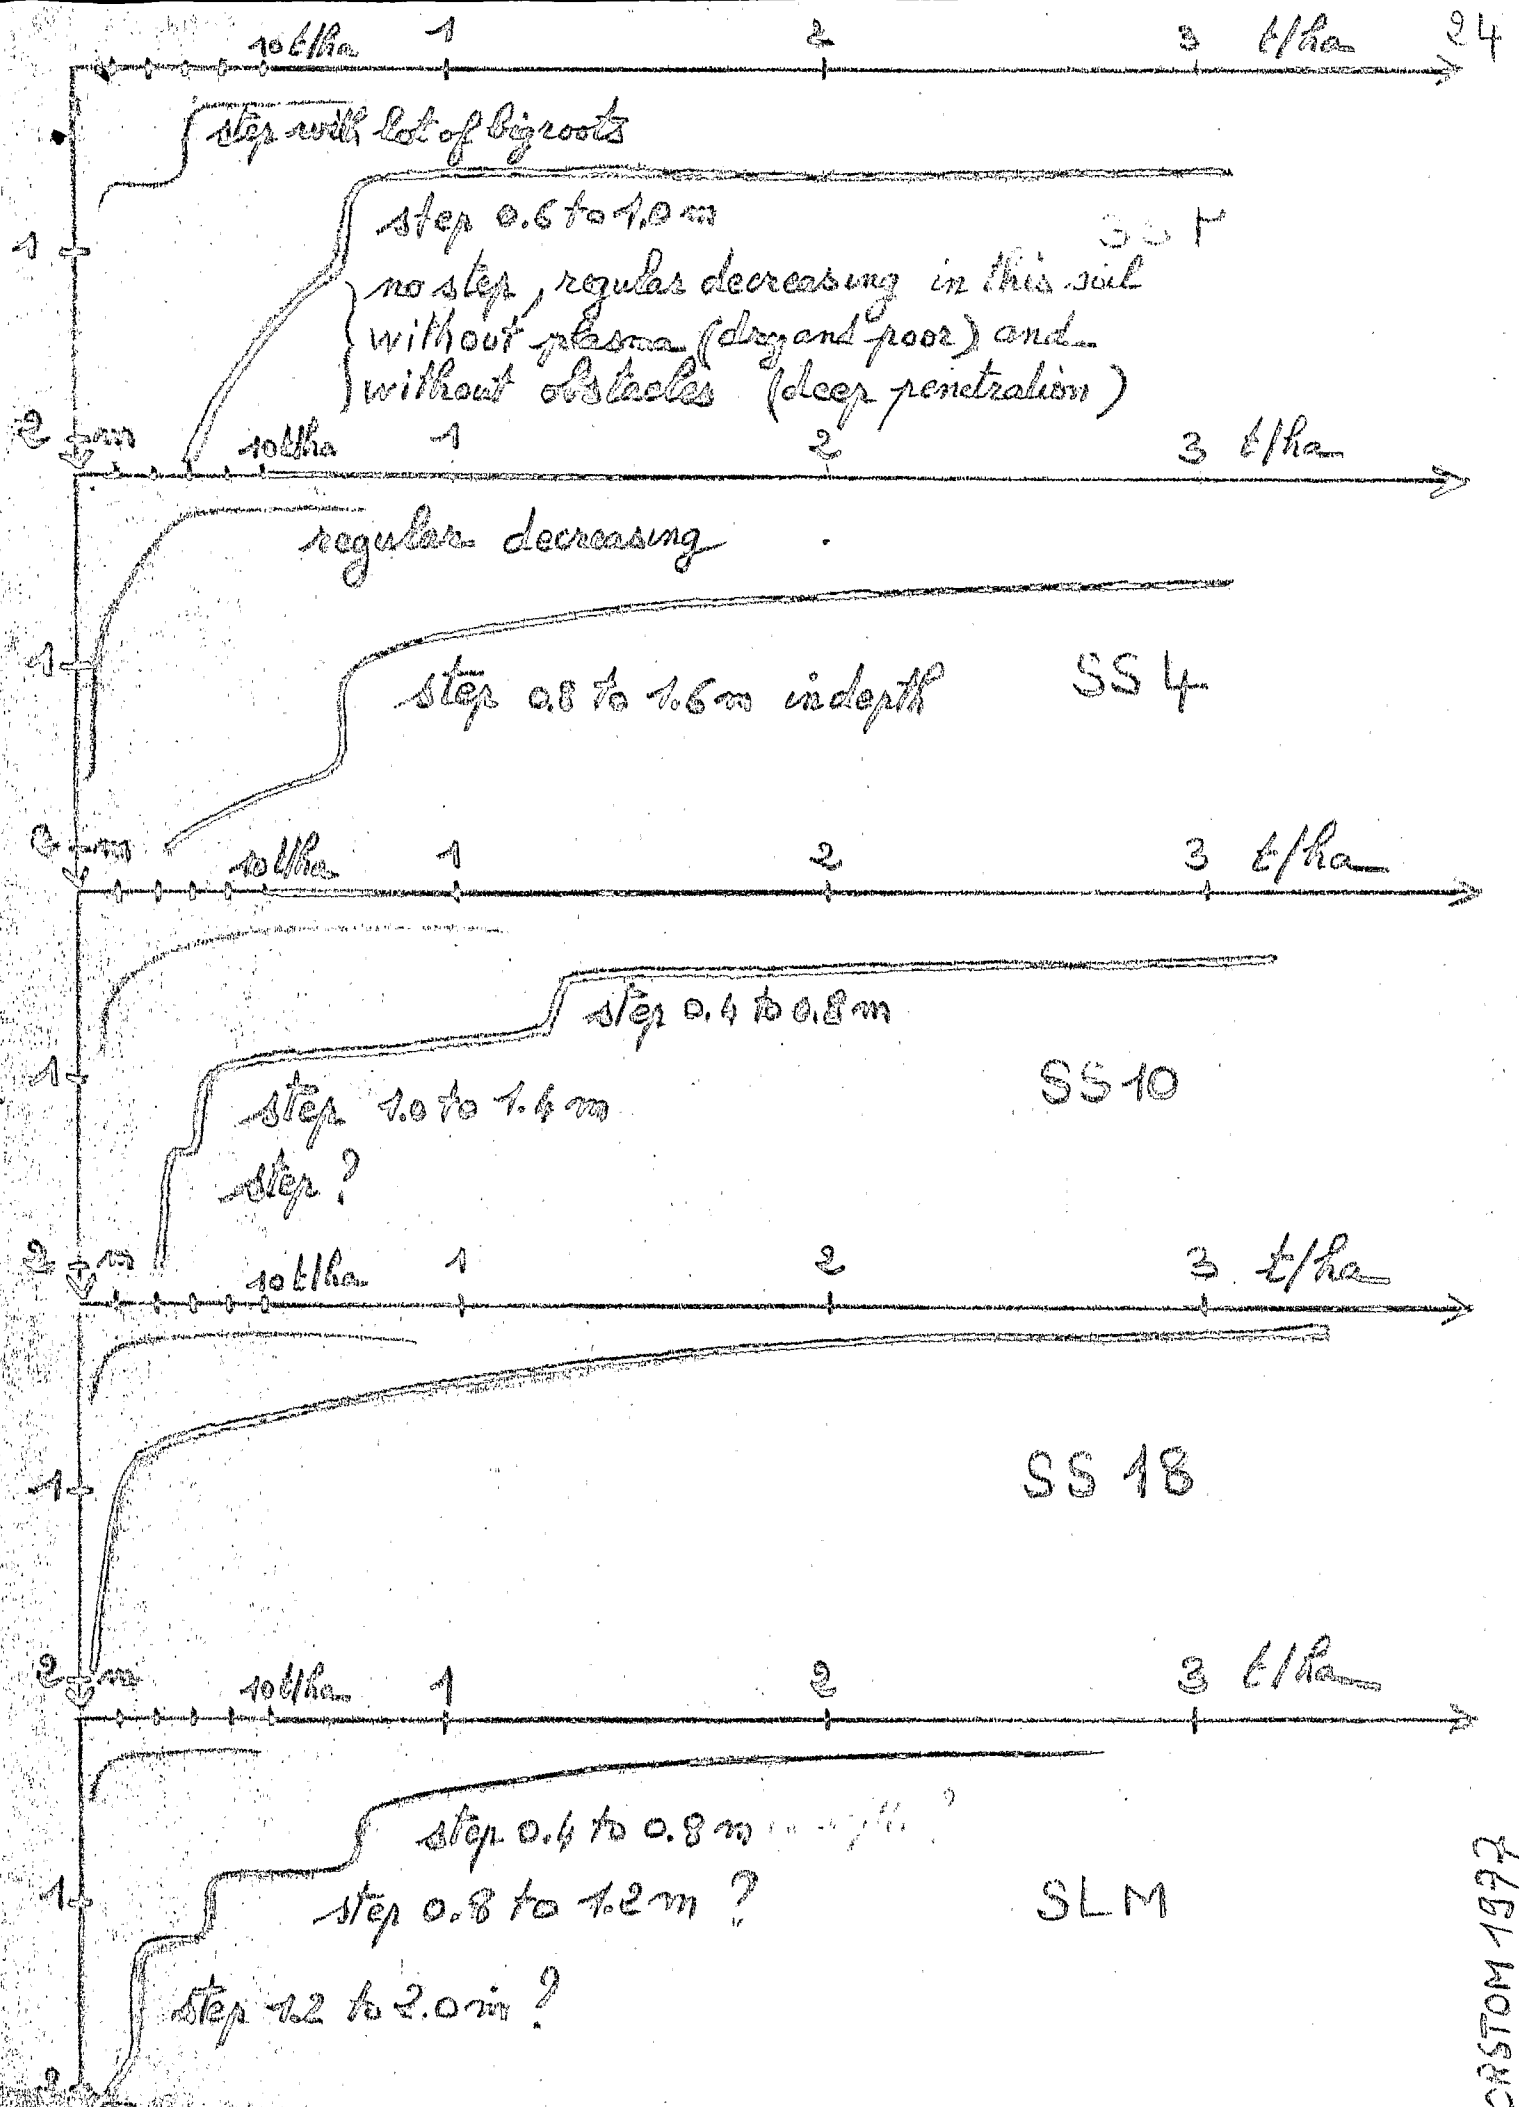 10 t/ha 1 2 3 t/ha 24
step with lot of big roots
step 0.6 to 1.0 m
1
no step, regular decreasing in this soil
without plasma (dry and poor) and
without obstacles (deep penetration)
2 m 10 t/ha 1 2 3 t/ha
regular decreasing
1 step 0.8 to 1.6 m in depth SS 4
2 m 10 t/ha 1 2 3 t/ha
step 0.4 to 0.8 m
1 SS 10
step 1.0 to 1.4 m
step ?
2 m 10 t/ha 1 2 3 t/ha
1 SS 18
2 m 10 t/ha 1 2 3 t/ha
step 0.4 to 0.8 m
1 step 0.8 to 1.2 m ? SLM
step 1.2 to 2.0 m ?
2
ORSTOM 1977